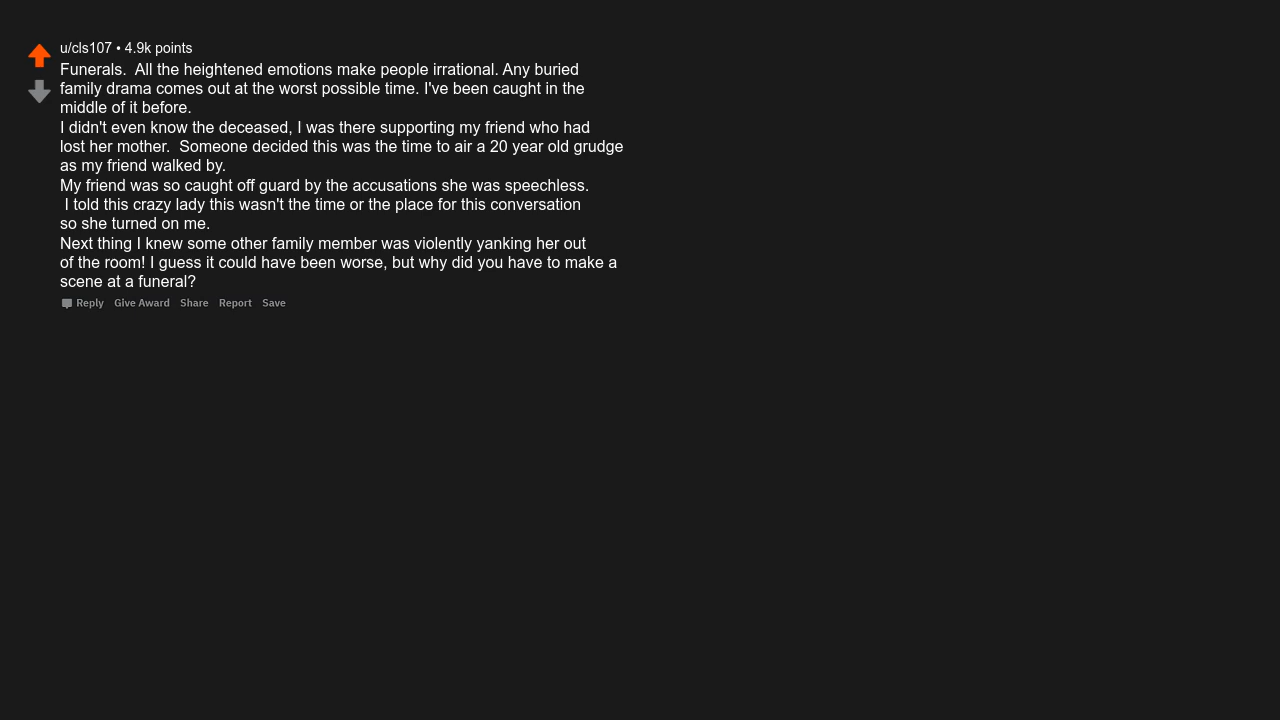 u/cls107 • 4.9k points
Funerals.  All the heightened emotions make people irrational. Any buried
family drama comes out at the worst possible time. I've been caught in the
middle of it before.
I didn't even know the deceased, I was there supporting my friend who had
lost her mother.  Someone decided this was the time to air a 20 year old grudge
as my friend walked by.
My friend was so caught off guard by the accusations she was speechless.
 I told this crazy lady this wasn't the time or the place for this conversation
so she turned on me.
Next thing I knew some other family member was violently yanking her out
of the room! I guess it could have been worse, but why did you have to make a
scene at a funeral?
Reply Give Award Share Report Save